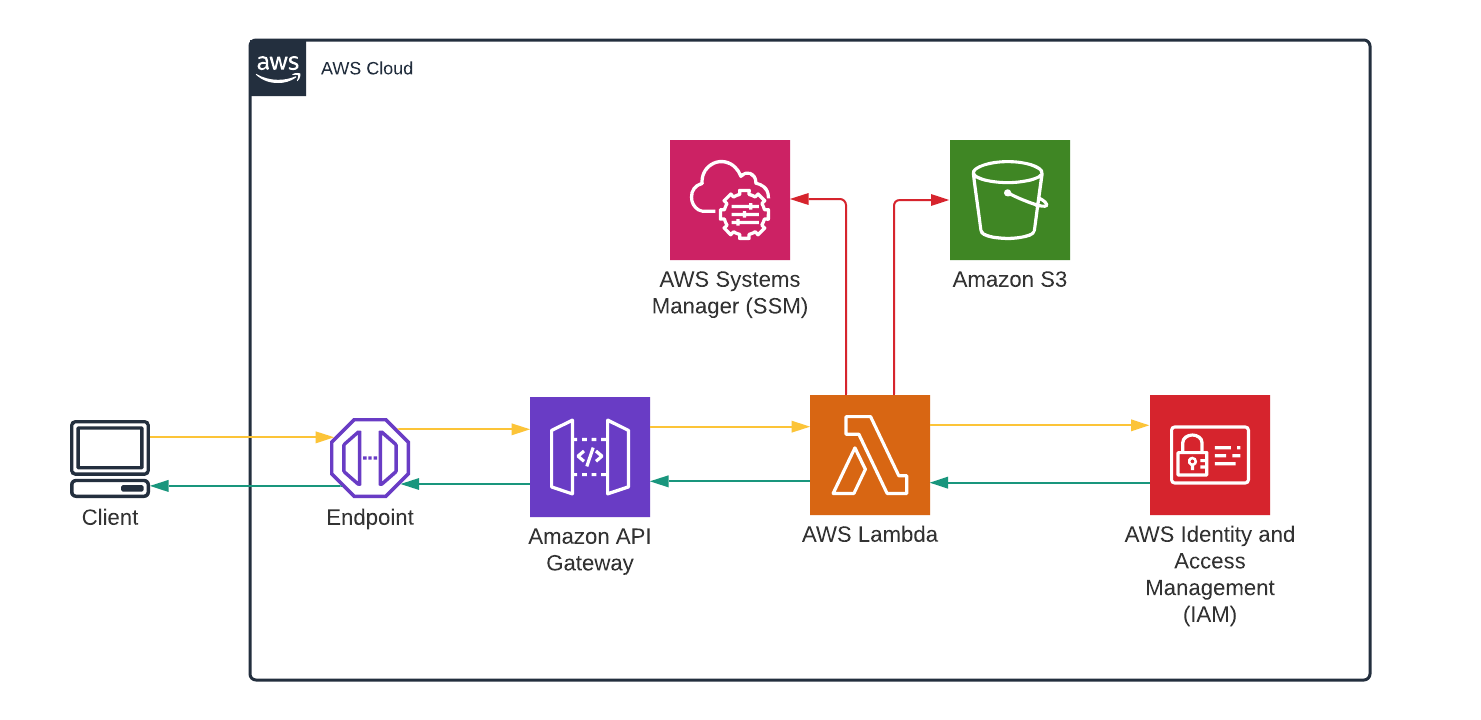 aws
AWS Cloud
AWS Systems
Manager (SSM)
Amazon S3
Client
Endpoint
</>
Amazon API
Gateway
AWS Lambda
AWS Identity and
Access
Management
(IAM)